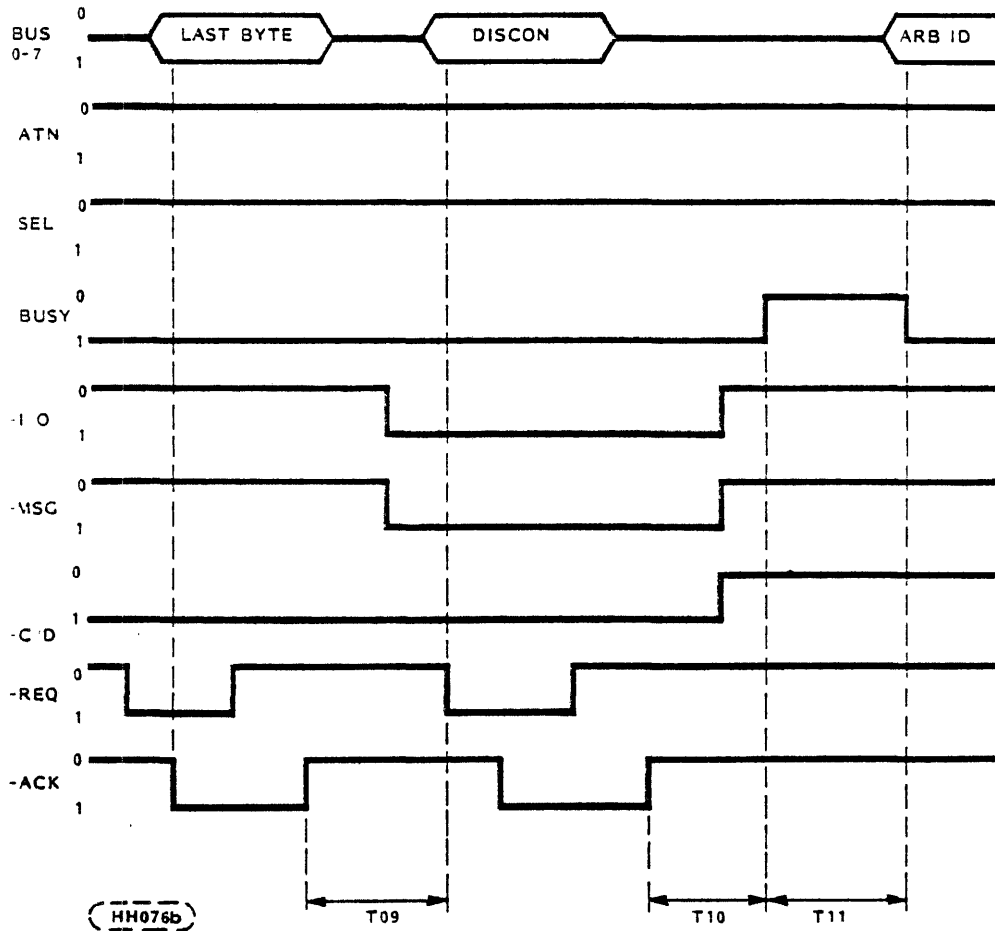 0
BUS LAST BYTE DISCON ARB ID
0-7
1
0
ATN
1
0
SEL
1
0
BUSY
1
0
-I O
1
0
-MSG
1
0
1
-C D
0
-REQ
1
0
-ACK
1
HH076b T09 T10 T11